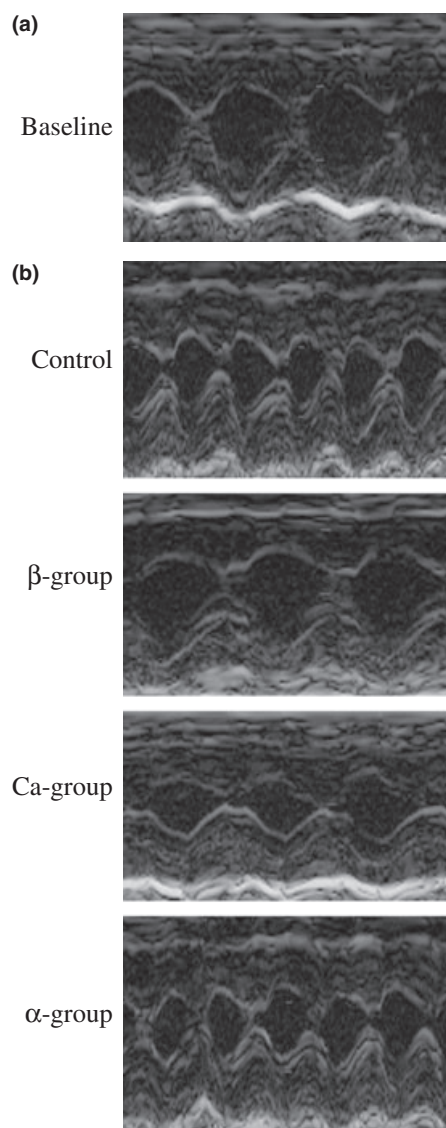 (a)
Baseline
(b)
Control
β-group
Ca-group
α-group